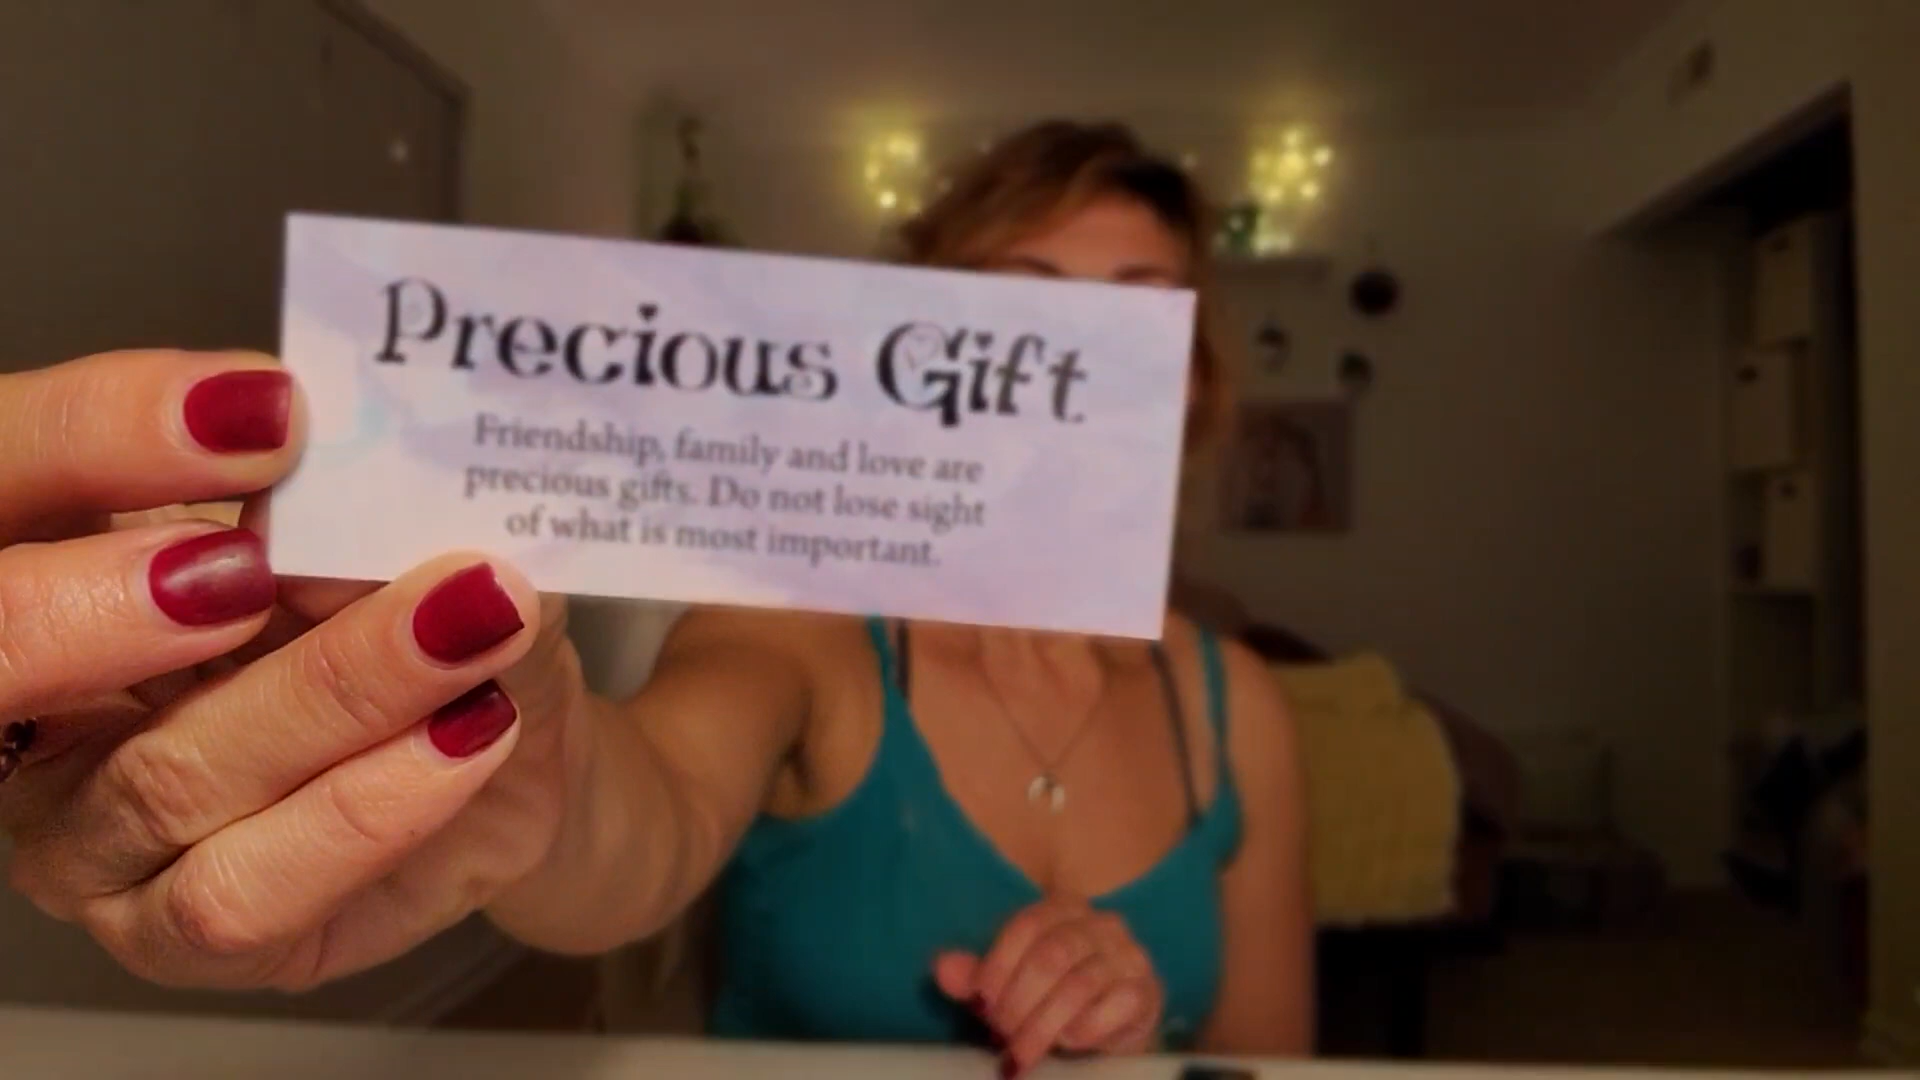 Precious Gift
Friendship, family and love are
precious gifts. Do not lose sight
of what is most important.